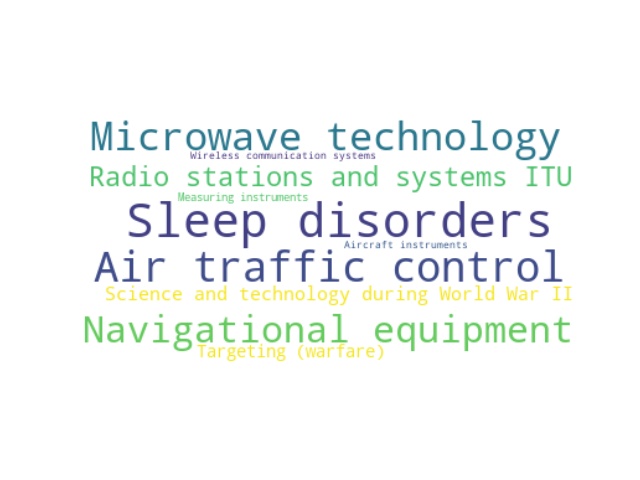 Microwave technology
Wireless communication systems
Radio stations and systems ITU
Measuring instruments
Sleep disorders
Aircraft instruments
Air traffic control
Science and technology during World War II
Navigational equipment
Targeting (warfare)